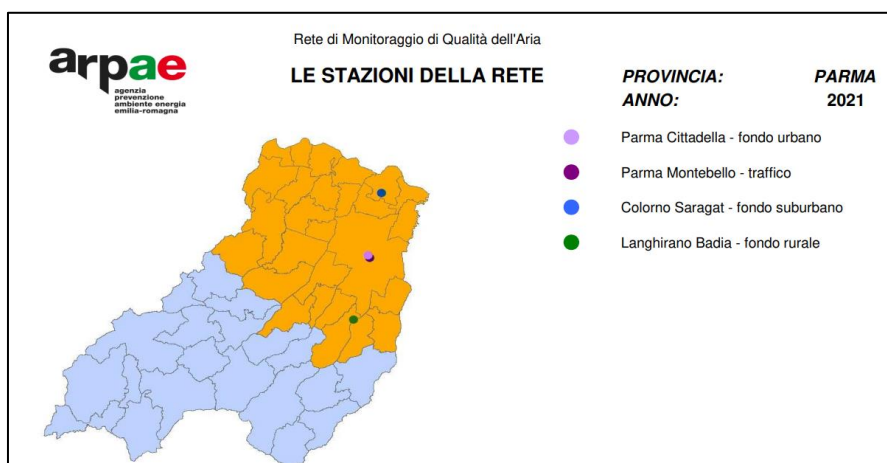 arpae
agenzia
prevenzione
ambiente energia
emilia-romagna
Rete di Monitoraggio di Qualità dell'Aria
LE STAZIONI DELLA RETE
PROVINCIA: PARMA
ANNO: 2021
Parma Cittadella - fondo urbano
Parma Montebello - traffico
Colorno Saragat - fondo suburbano
Langhirano Badia - fondo rurale